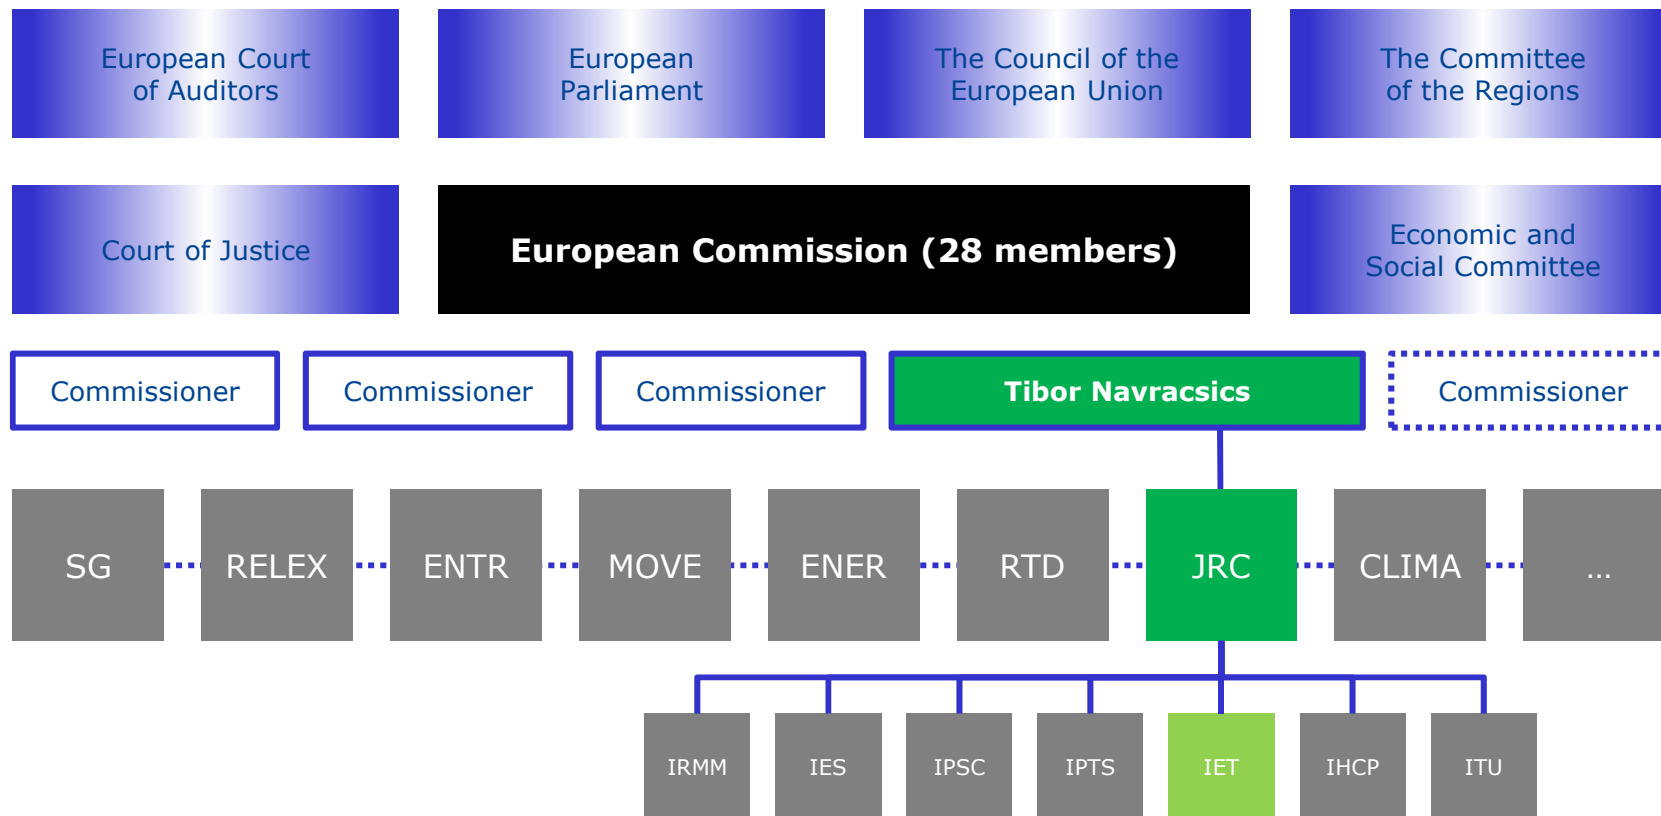 European Court
of Auditors
European
Parliament
The Council of the
European Union
The Committee
of the Regions
Court of Justice
European Commission (28 members)
Economic and
Social Committee
Commissioner
Commissioner
Commissioner
Tibor Navracsics
Commissioner
SG
RELEX
ENTR
MOVE
ENER
RTD
JRC
CLIMA
...
IRMM
IES
IPSC
IPTS
IET
IHCP
ITU